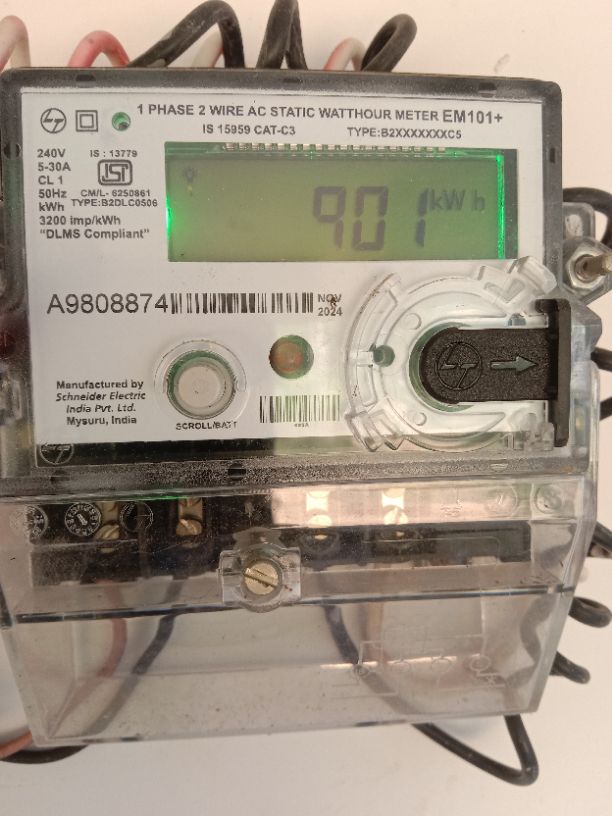 1 PHASE 2 WIRE AC STATIC WATTHOUR METER EM101+
IS 15959 CAT-C3 TYPE:B2XXXXXXXC5
240V IS : 13779
5-30A
CL 1
50Hz CM/L- 6250861
kWh TYPE:B2DLC0506
3200 imp/kWh
"DLMS Compliant"
901 kWh
A9808874
NOV
2024
Manufactured by
Schneider Electric
India Pvt. Ltd.
Mysuru, India
SCROLL/BATT